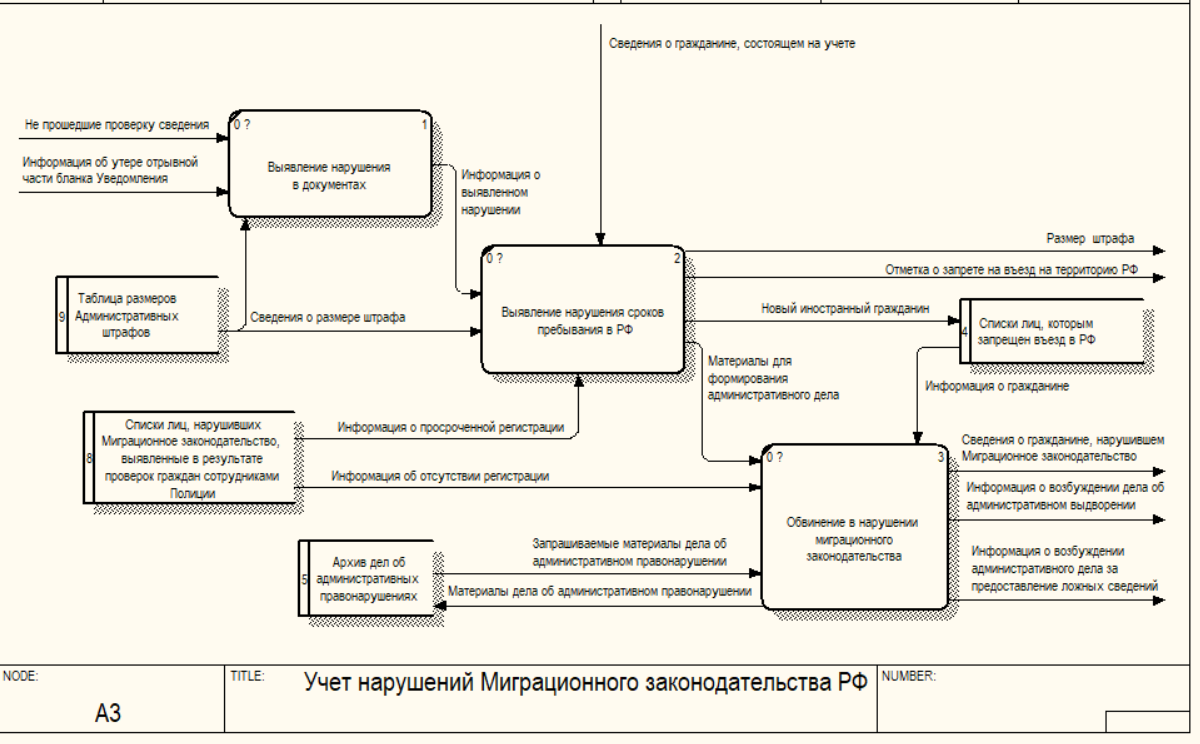 Сведения о гражданине, состоящем на учете
Не прошедшие проверку сведения
Информация об утере отрывной
части бланка Уведомления
0 ?
1
Выявление нарушения
в документах
Информация о
выявленном
нарушении
0 ?
2
Выявление нарушения сроков
пребывания в РФ
Размер штрафа
Отметка о запрете на въезд на территорию РФ
Новый иностранный гражданин
9
Таблица размеров
Административных
штрафов
Сведения о размере штрафа
4
Списки лиц, которым
запрещен въезд в РФ
Материалы для
формирования
административного дела
Информация о гражданине
8
Списки лиц, нарушивших
Миграционное законодательство,
выявленные в результате
проверок граждан сотрудниками
Полиции
Информация о просроченной регистрации
Информация об отсутствии регистрации
0 ?
3
Обвинение в нарушении
миграционного
законодательства
Сведения о гражданине, нарушившем
Миграционное законодательство
Информация о возбуждении дела об
административном выдворении
Информация о возбуждении
административного дела за
предоставление ложных сведений
5
Архив дел об
административных
правонарушениях
Запрашиваемые материалы дела об
административном правонарушении
Материалы дела об административном правонарушении
NODE:
A3
TITLE:
Учет нарушений Миграционного законодательства РФ
NUMBER: